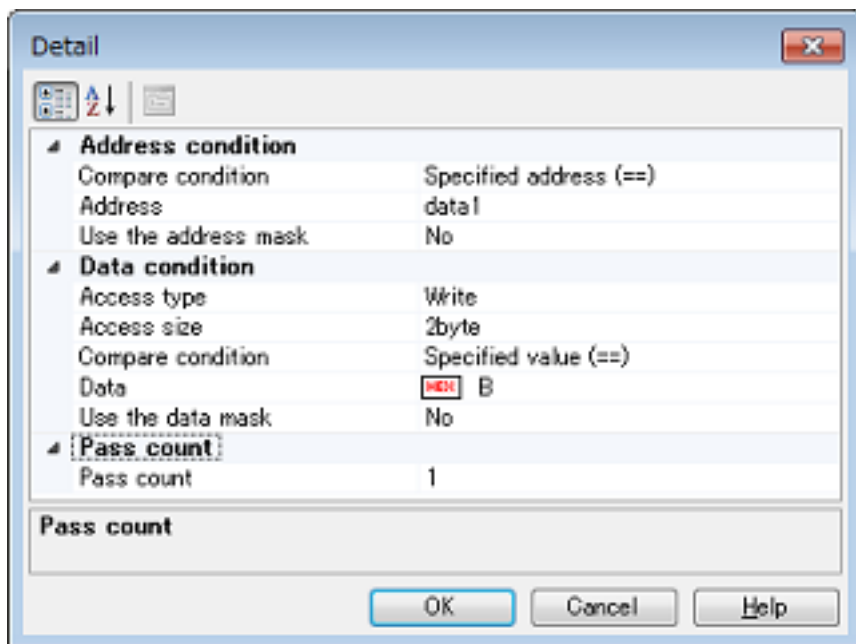 Detail
Address condition
Compare condition Specified address (==)
Address data1
Use the address mask No
Data condition
Access type Write
Access size 2byte
Compare condition Specified value (==)
Data HEX B
Use the data mask No
Pass count
Pass count 1
Pass count
OK Cancel Help